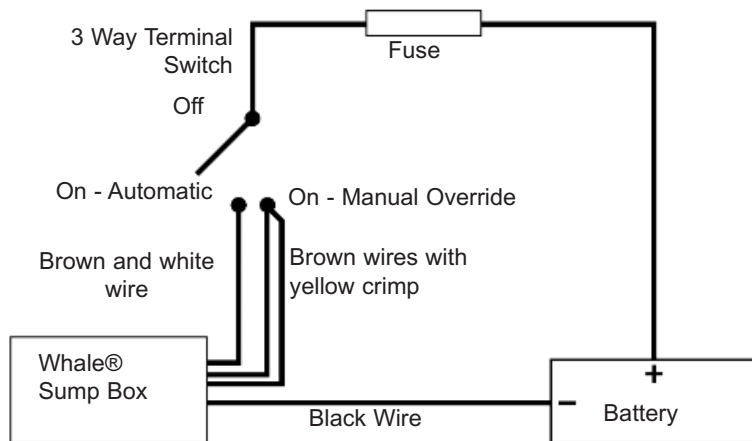 3 Way Terminal
Switch
Fuse
Off
On - Automatic
On - Manual Override
Brown and white
wire
Brown wires with
yellow crimp
Whale®
Sump Box
Black Wire
+
-
Battery